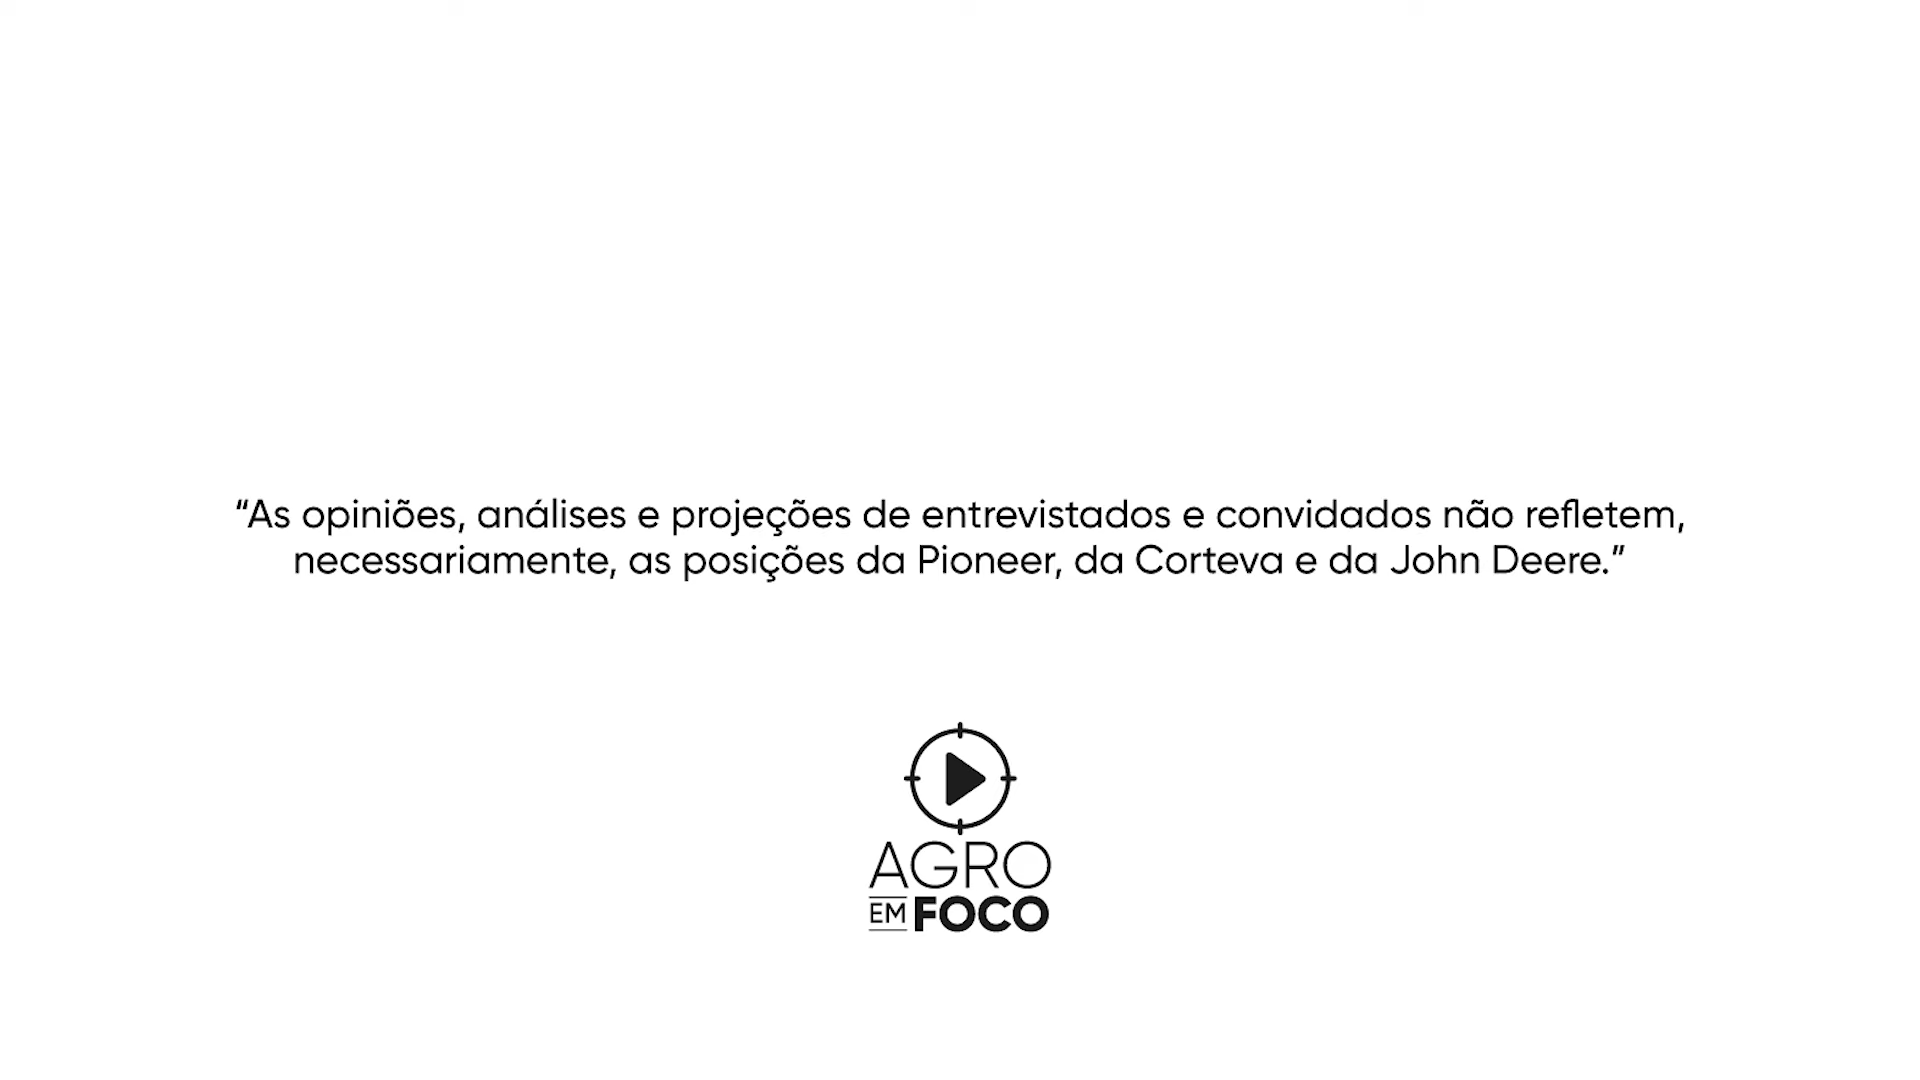 “As opiniões, análises e projeções de entrevistados e convidados não refletem,
necessariamente, as posições da Pioneer, da Corteva e da John Deere.”
AGRO
EM FOCO